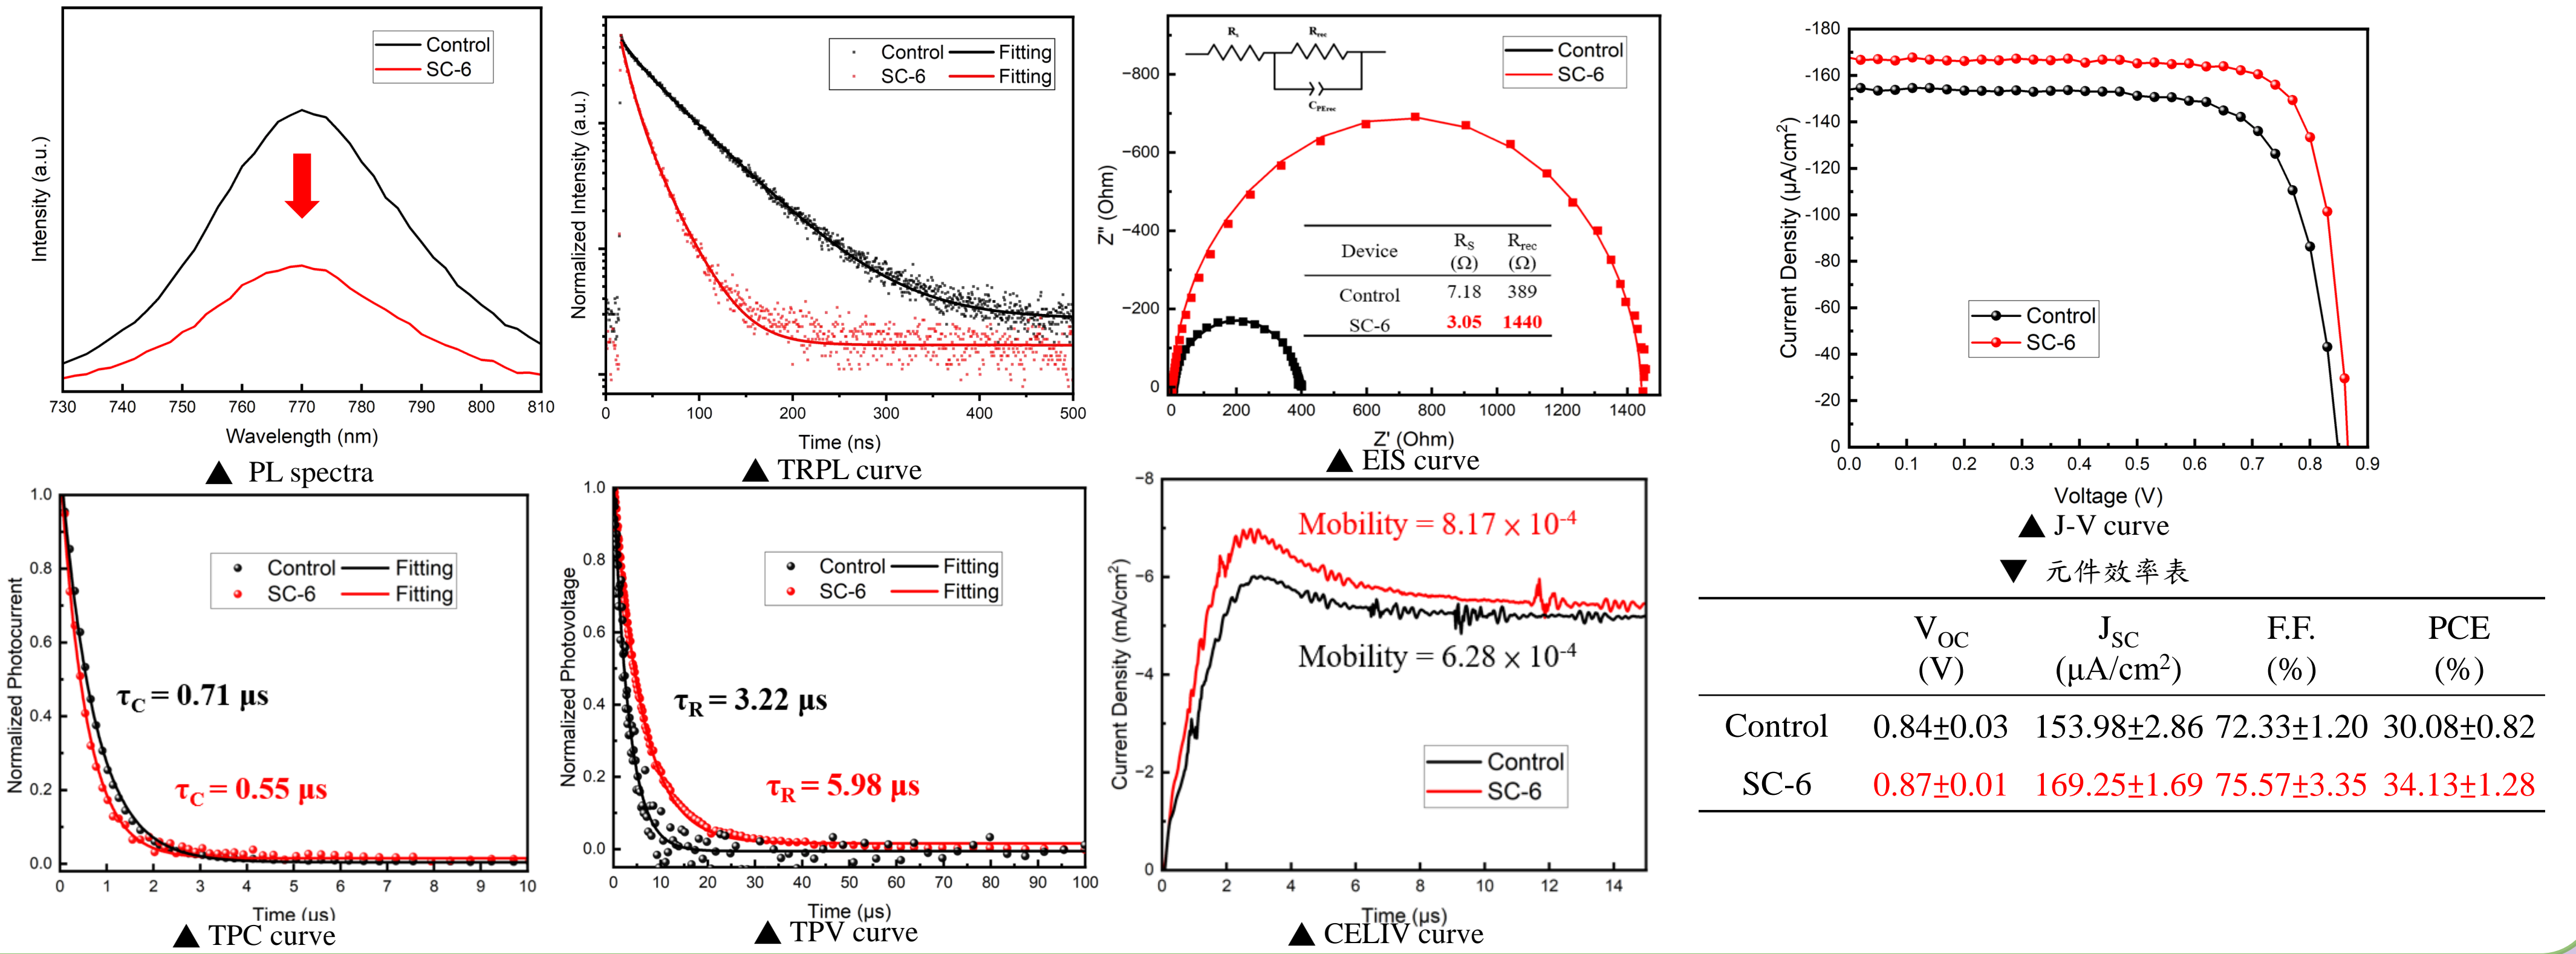 Control
SC-6
Intensity (a.u.)
730 740 750 760 770 780 790 800 810
Wavelength (nm)
▲ PL spectra
Control Fitting
SC-6 Fitting
Normalized Intensity (a.u.)
0 100 200 300 400 500
Time (ns)
▲ TRPL curve
Rs
Rrec
CPErec
Control
SC-6
Z" (Ohm)
−800
−600
−400
−200
0
Device RS (Ω) Rrec (Ω)
Control 7.18 389
SC-6 3.05 1440
0 200 400 600 800 1000 1200 1400
Z' (Ohm)
▲ EIS curve
Current Density (μA/cm²)
-180
-160
-140
-120
-100
-80
-60
-40
-20
0
Control
SC-6
0.0 0.1 0.2 0.3 0.4 0.5 0.6 0.7 0.8 0.9
Voltage (V)
▲ J-V curve
Normalized Photocurrent
1.0
0.8
0.6
0.4
0.2
0.0
Control Fitting
SC-6 Fitting
τC = 0.71 μs
τC = 0.55 μs
0 1 2 3 4 5 6 7 8 9 10
Time (μs)
▲ TPC curve
Normalized Photovoltage
1.0
0.8
0.6
0.4
0.2
0.0
Control Fitting
SC-6 Fitting
τR = 3.22 μs
τR = 5.98 μs
0 10 20 30 40 50 60 70 80 90 100
Time (μs)
▲ TPV curve
Current Density (mA/cm²)
−8
−6
−4
−2
0
Mobility = 8.17 × 10⁻⁴
Mobility = 6.28 × 10⁻⁴
Control
SC-6
0 2 4 6 8 10 12 14
Time (μs)
▲ CELIV curve
▼ 元件效率表
VOC (V) JSC (μA/cm²) F.F. (%) PCE (%)
Control 0.84±0.03 153.98±2.86 72.33±1.20 30.08±0.82
SC-6 0.87±0.01 169.25±1.69 75.57±3.35 34.13±1.28